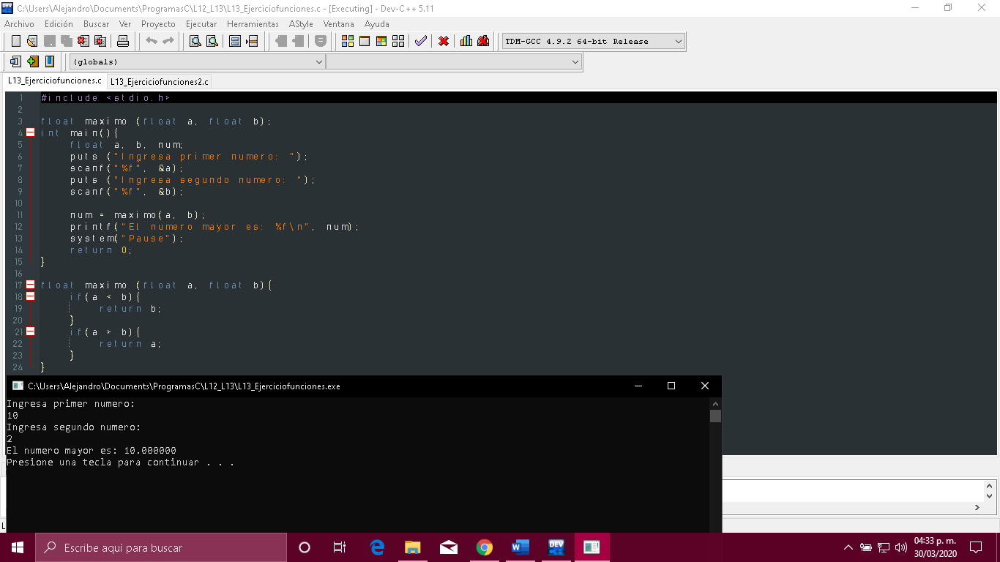 C:\Users\Alejandro\Documents\ProgramasC\L12_L13\L13_Ejerciciofunciones.c - [Executing] - Dev-C++ 5.11
Archivo Edición Buscar Ver Proyecto Ejecutar Herramientas AStyle Ventana Ayuda
TDM-GCC 4.9.2 64-bit Release
(globals)
L13_Ejerciciofunciones.c L13_Ejerciciofunciones2.c
1 #include <stdio.h>
2
3 float maximo (float a, float b);
4 int main(){
5 float a, b, num;
6 puts ("Ingresa primer numero: ");
7 scanf("%f", &a);
8 puts ("Ingresa segundo numero: ");
9 scanf("%f", &b);
10
11 num = maximo(a, b);
12 printf("El numero mayor es: %f\n", num);
13 system("Pause");
14 return 0;
15 }
16
17 float maximo (float a, float b){
18 if(a < b){
19 return b;
20 }
21 if(a > b){
22 return a;
23 }
24 }
C:\Users\Alejandro\Documents\ProgramasC\L12_L13\L13_Ejerciciofunciones.exe
Ingresa primer numero:
10
Ingresa segundo numero:
2
El numero mayor es: 10.000000
Presione una tecla para continuar . . .
L
Escribe aquí para buscar
DEV
04:33 p. m.
30/03/2020